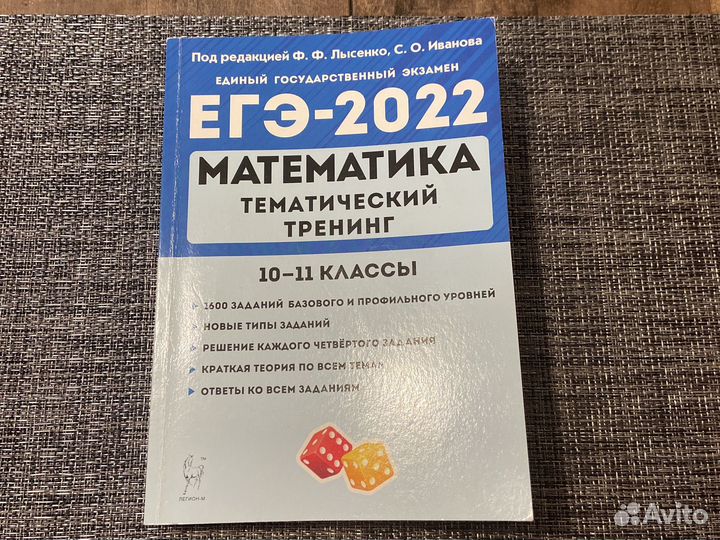 Под редакцией Ф. Ф. Лысенко, С. О. Иванова
ЕДИНЫЙ ГОСУДАРСТВЕННЫЙ ЭКЗАМЕН
ЕГЭ-2022
МАТЕМАТИКА
ТЕМАТИЧЕСКИЙ
ТРЕНИНГ
10–11 КЛАССЫ
1600 ЗАДАНИЙ БАЗОВОГО И ПРОФИЛЬНОГО УРОВНЕЙ
НОВЫЕ ТИПЫ ЗАДАНИЙ
РЕШЕНИЕ КАЖДОГО ЧЕТВЁРТОГО ЗАДАНИЯ
КРАТКАЯ ТЕОРИЯ ПО ВСЕМ ТЕМАМ
ОТВЕТЫ КО ВСЕМ ЗАДАНИЯМ
TM
ЛЕГИОН-М
Avito